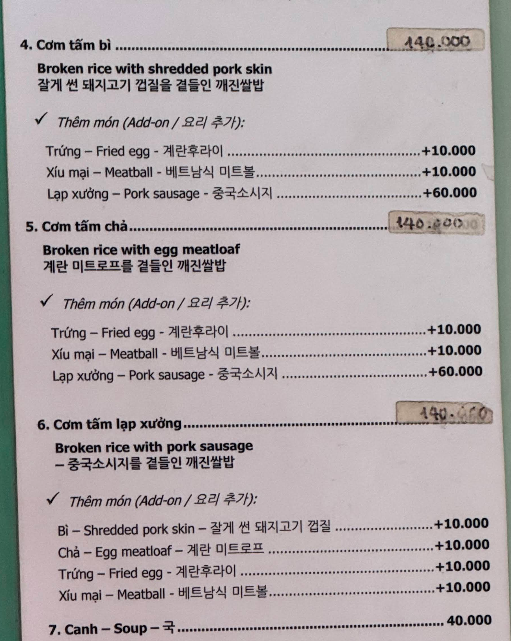 4. Cơm tấm bì ........ 140.000
Broken rice with shredded pork skin
잘게 썬 돼지고기 껍질을 곁들인 깨진쌀밥
✓ Thêm món (Add-on / 요리 추가):
Trứng – Fried egg - 계란후라이 ........+10.000
Xíu mại – Meatball - 베트남식 미트볼........+10.000
Lạp xưởng – Pork sausage - 중국소시지 ........+60.000
5. Cơm tấm chả........ 140.000
Broken rice with egg meatloaf
계란 미트로프를 곁들인 깨진쌀밥
✓ Thêm món (Add-on / 요리 추가):
Trứng – Fried egg - 계란후라이 ........+10.000
Xíu mại – Meatball - 베트남식 미트볼........+10.000
Lạp xưởng – Pork sausage - 중국소시지 ........+60.000
6. Cơm tấm lạp xưởng........ 140.000
Broken rice with pork sausage
– 중국소시지를 곁들인 깨진쌀밥
✓ Thêm món (Add-on / 요리 추가):
Bì – Shredded pork skin – 잘게 썬 돼지고기 껍질 ........+10.000
Chả – Egg meatloaf – 계란 미트로프 ........+10.000
Trứng – Fried egg - 계란후라이 ........+10.000
Xíu mại – Meatball - 베트남식 미트볼........+10.000
7. Canh – Soup – 국........ 40.000